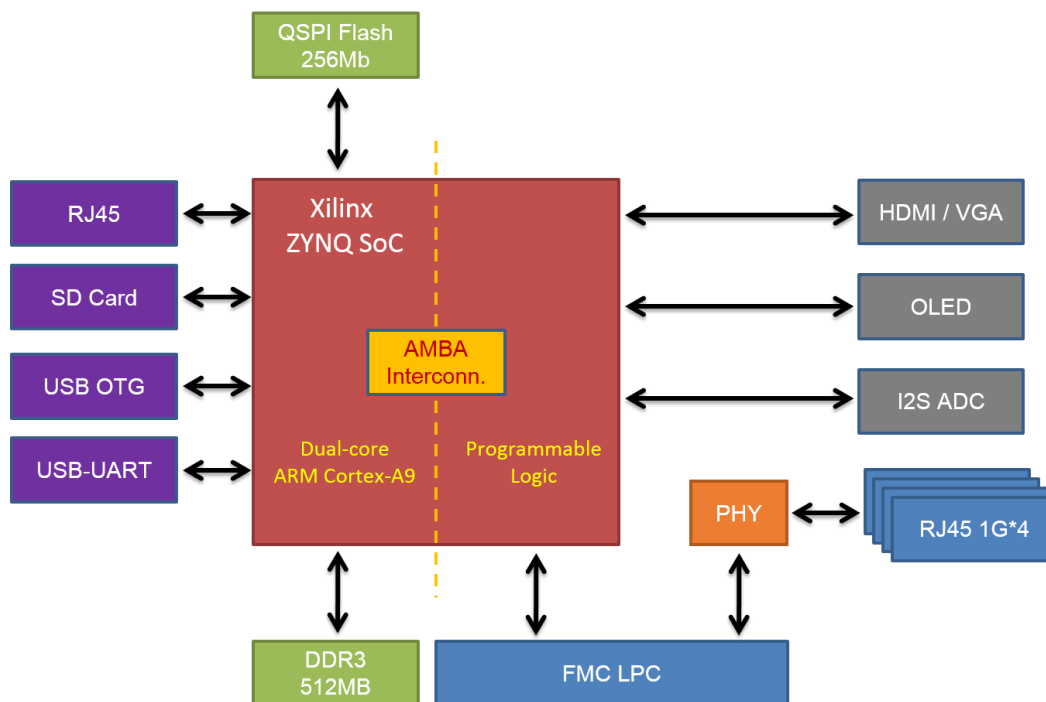 QSPI Flash
256Mb
RJ45
SD Card
USB OTG
USB-UART
Xilinx
ZYNQ SoC
AMBA
Interconn.
Dual-core
ARM Cortex-A9
Programmable
Logic
HDMI / VGA
OLED
I2S ADC
PHY
RJ45 1G*4
DDR3
512MB
FMC LPC